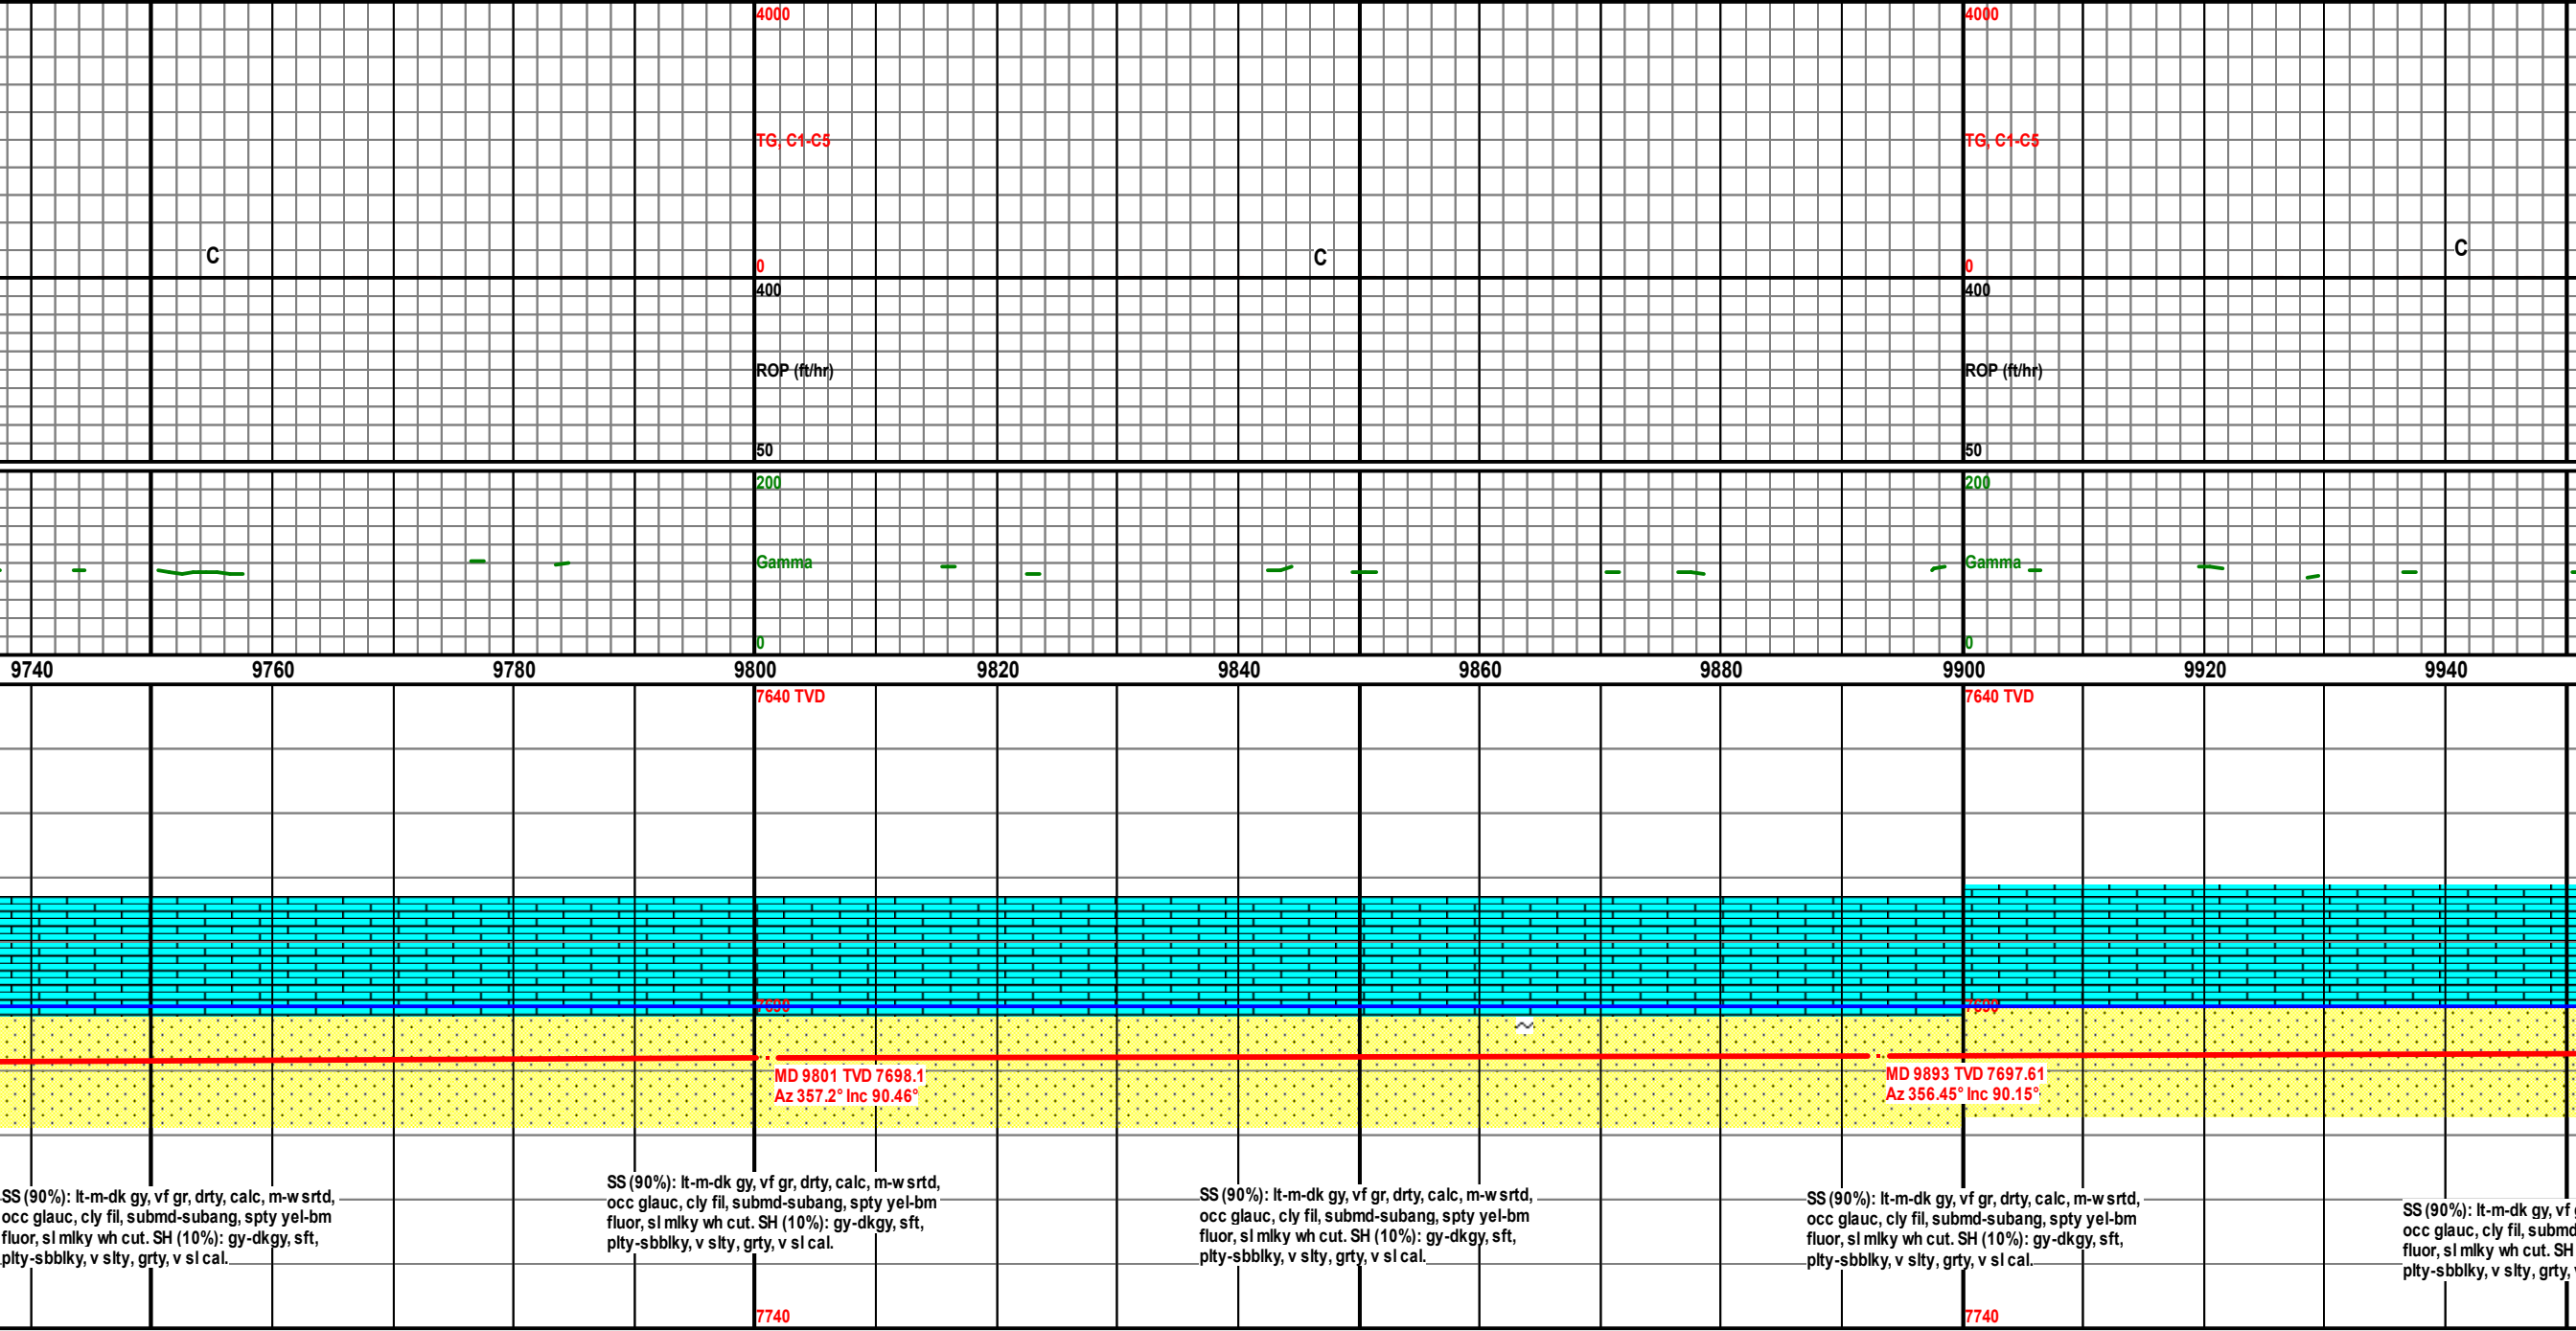 4000
4000
TG, C1-C5
TG, C1-C5
C
C
C
0
0
400
400
ROP (ft/hr)
ROP (ft/hr)
50
50
200
200
Gamma
Gamma
0
0
9740
9760
9780
9800
9820
9840
9860
9880
9900
9920
9940
7640 TVD
7640 TVD
7690
7690
MD 9801 TVD 7698.1
Az 357.2° Inc 90.46°
MD 9893 TVD 7697.61
Az 356.45° Inc 90.15°
SS (90%): lt-m-dk gy, vf gr, drty, calc, m-w srtd,
occ glauc, cly fil, submd-subang, spty yel-bm
fluor, sl mlky wh cut. SH (10%): gy-dkgy, sft,
plty-sbblky, v slty, grty, v sl cal.
SS (90%): lt-m-dk gy, vf gr, drty, calc, m-w srtd,
occ glauc, cly fil, submd-subang, spty yel-bm
fluor, sl mlky wh cut. SH (10%): gy-dkgy, sft,
plty-sbblky, v slty, grty, v sl cal.
SS (90%): lt-m-dk gy, vf gr, drty, calc, m-w srtd,
occ glauc, cly fil, submd-subang, spty yel-bm
fluor, sl mlky wh cut. SH (10%): gy-dkgy, sft,
plty-sbblky, v slty, grty, v sl cal.
SS (90%): lt-m-dk gy, vf gr, drty, calc, m-w srtd,
occ glauc, cly fil, submd-subang, spty yel-bm
fluor, sl mlky wh cut. SH (10%): gy-dkgy, sft,
plty-sbblky, v slty, grty, v sl cal.
SS (90%): lt-m-dk gy, vf
occ glauc, cly fil, submd
fluor, sl mlky wh cut. SH
plty-sbblky, v slty, grty,
7740
7740